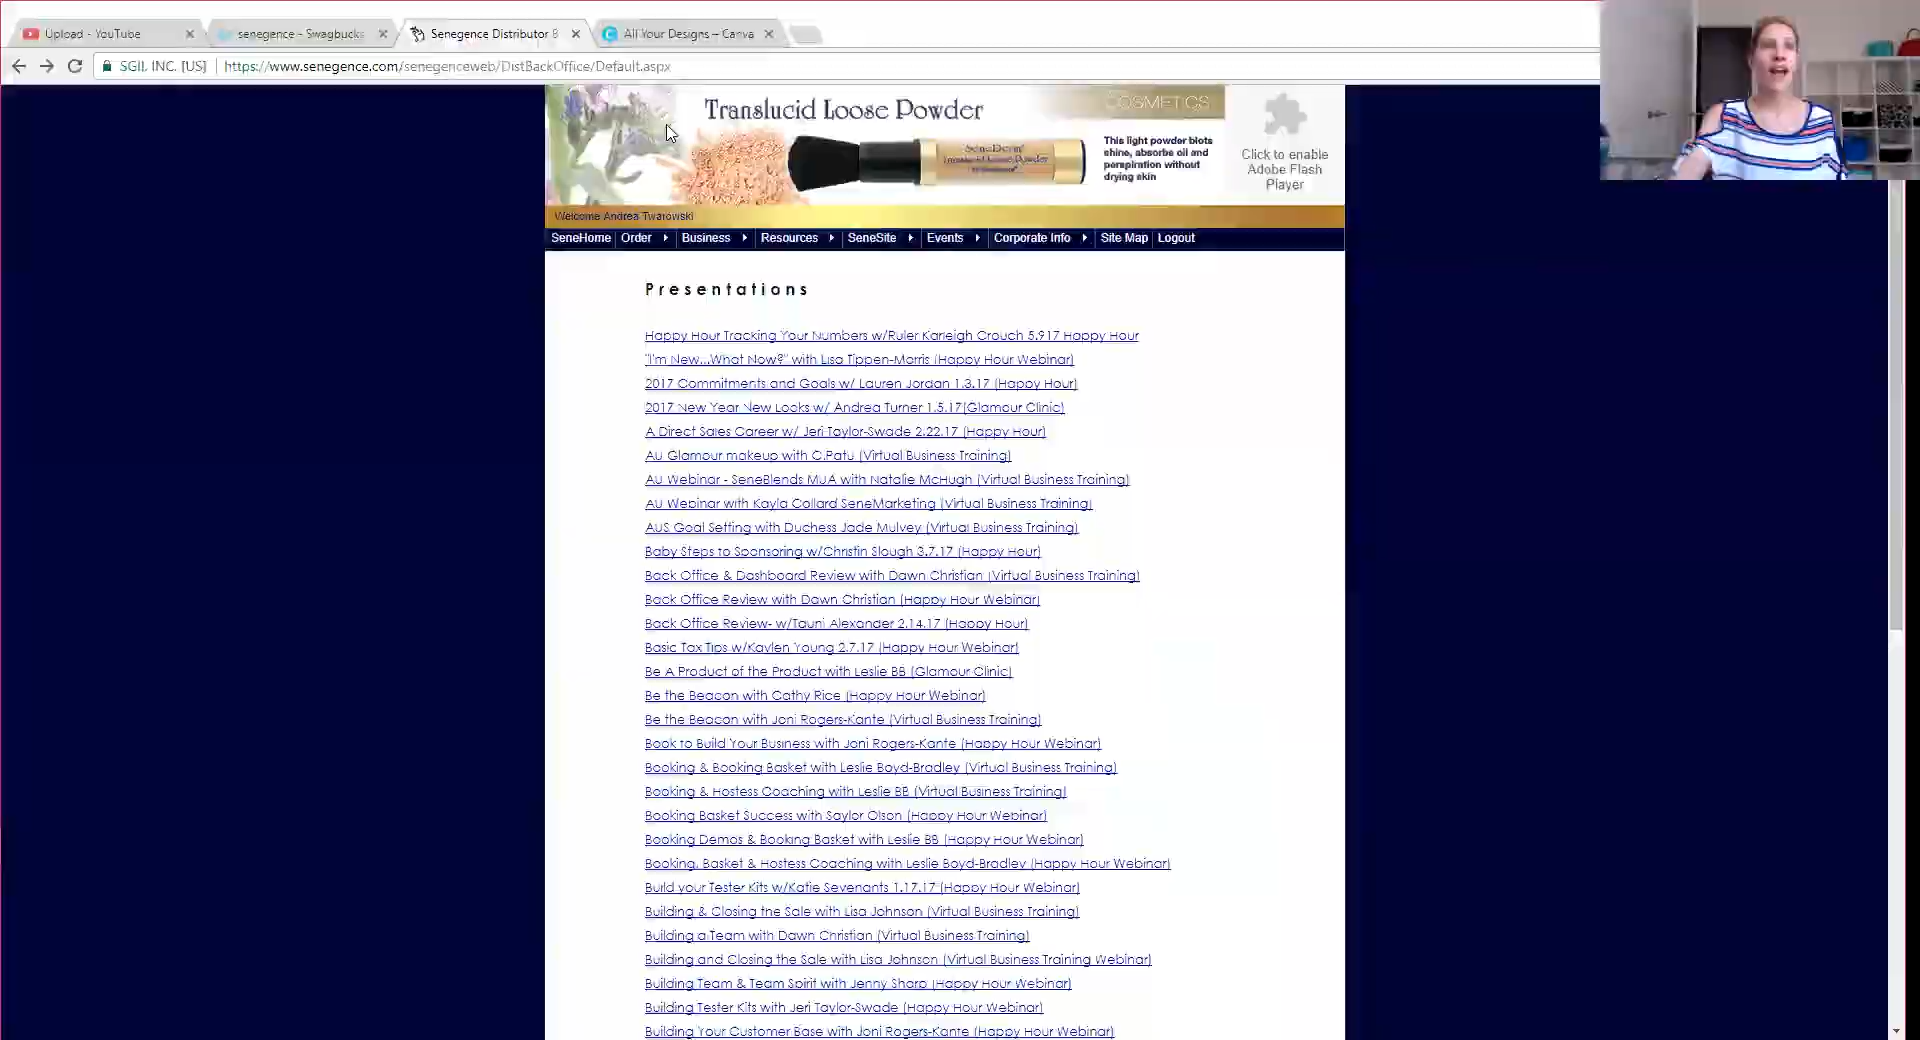 Upload - YouTube
senegence - Swagbucks
Senegence Distributor B
All Your Designs – Canva
SGII, INC. [US]
https://www.senegence.com/senegenceweb/DistBackOffice/Default.aspx
Translucid Loose Powder
COSMETICS
This light powder blots
shine, absorbs oil and
perspiration without
drying skin
SeneDerm
Translucid Loose Powder
Click to enable
Adobe Flash
Player
Welcome Andrea Twarowski
SeneHome Order Business Resources SeneSite Events Corporate Info Site Map Logout
Presentations
Happy Hour Tracking Your Numbers w/Ruler Karleigh Crouch 5.917 Happy Hour
"I'm New...What Now?" with Lisa Tippen-Morris (Happy Hour Webinar)
2017 Commitments and Goals w/ Lauren Jordan 1.3.17 (Happy Hour)
2017 New Year New Looks w/ Andrea Turner 1.5.17(Glamour Clinic)
A Direct Sales Career w/ Jeri Taylor-Swade 2.22.17 (Happy Hour)
AU Glamour makeup with C.Patu (Virtual Business Training)
AU Webinar - SeneBlends MUA with Natalie McHugh (Virtual Business Training)
AU Webinar with Kayla Collard SeneMarketing (Virtual Business Training)
AUS Goal Setting with Duchess Jade Mulvey (Virtual Business Training)
Baby Steps to Sponsoring w/Christin Slough 3.7.17 (Happy Hour)
Back Office & Dashboard Review with Dawn Christian (Virtual Business Training)
Back Office Review with Dawn Christian (Happy Hour Webinar)
Back Office Review- w/Tauni Alexander 2.14.17 (Happy Hour)
Basic Tax Tips w/Kaylen Young 2.7.17 (Happy Hour Webinar)
Be A Product of the Product with Leslie BB (Glamour Clinic)
Be the Beacon with Cathy Rice (Happy Hour Webinar)
Be the Beacon with Joni Rogers-Kante (Virtual Business Training)
Book to Build Your Business with Joni Rogers-Kante (Happy Hour Webinar)
Booking & Booking Basket with Leslie Boyd-Bradley (Virtual Business Training)
Booking & Hostess Coaching with Leslie BB (Virtual Business Training)
Booking Basket Success with Saylor Olson (Happy Hour Webinar)
Booking Demos & Booking Basket with Leslie BB (Happy Hour Webinar)
Booking, Basket & Hostess Coaching with Leslie Boyd-Bradley (Happy Hour Webinar)
Build your Tester Kits w/Katie Sevenants 1.17.17 (Happy Hour Webinar)
Building & Closing the Sale with Lisa Johnson (Virtual Business Training)
Building a Team with Dawn Christian (Virtual Business Training)
Building and Closing the Sale with Lisa Johnson (Virtual Business Training Webinar)
Building Team & Team Spirit with Jenny Sharp (Happy Hour Webinar)
Building Tester Kits with Jeri Taylor-Swade (Happy Hour Webinar)
Building Your Customer Base with Joni Rogers-Kante (Happy Hour Webinar)